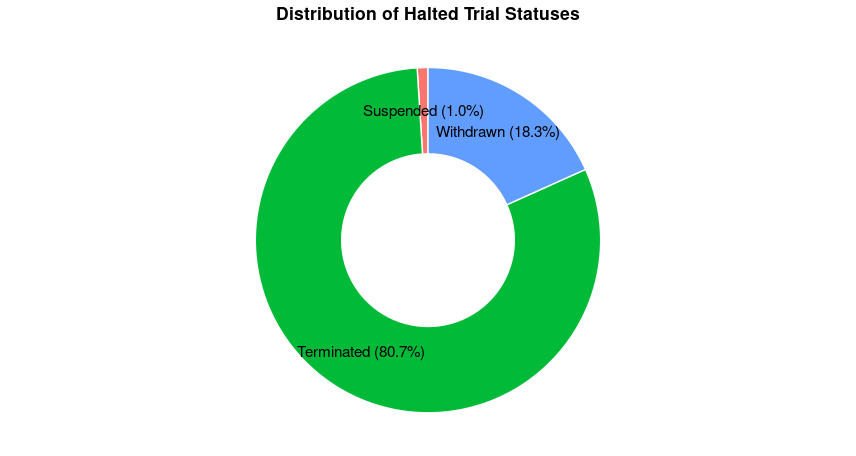 Distribution of Halted Trial Statuses
Suspended (1.0%)
Withdrawn (18.3%)
Terminated (80.7%)